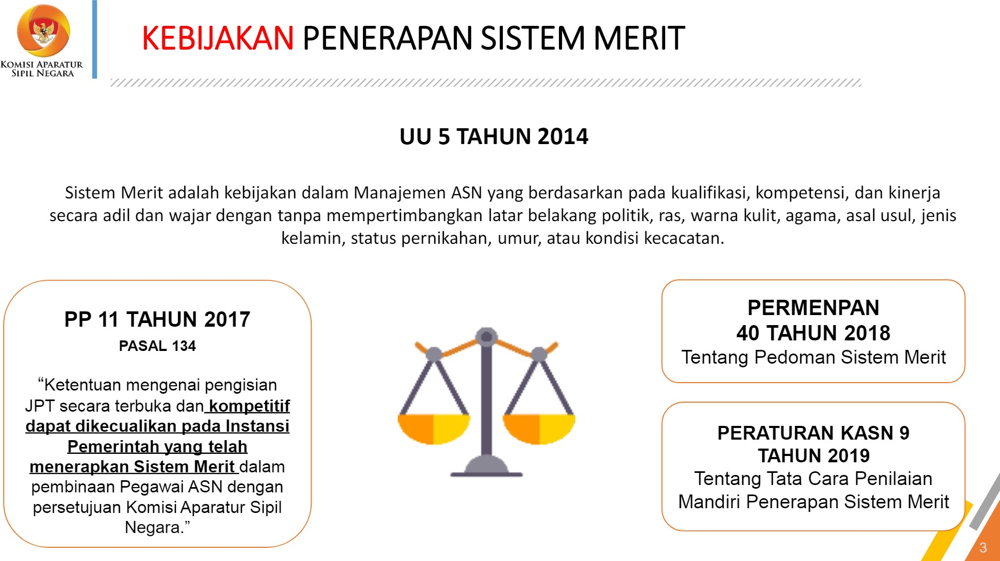 KOMISI APARATUR
SIPIL NEGARA
KEBIJAKAN PENERAPAN SISTEM MERIT
UU 5 TAHUN 2014
Sistem Merit adalah kebijakan dalam Manajemen ASN yang berdasarkan pada kualifikasi, kompetensi, dan kinerja
secara adil dan wajar dengan tanpa mempertimbangkan latar belakang politik, ras, warna kulit, agama, asal usul, jenis
kelamin, status pernikahan, umur, atau kondisi kecacatan.
PP 11 TAHUN 2017
PASAL 134
“Ketentuan mengenai pengisian
JPT secara terbuka dan kompetitif
dapat dikecualikan pada Instansi
Pemerintah yang telah
menerapkan Sistem Merit dalam
pembinaan Pegawai ASN dengan
persetujuan Komisi Aparatur Sipil
Negara.”
PERMENPAN
40 TAHUN 2018
Tentang Pedoman Sistem Merit
PERATURAN KASN 9
TAHUN 2019
Tentang Tata Cara Penilaian
Mandiri Penerapan Sistem Merit
3